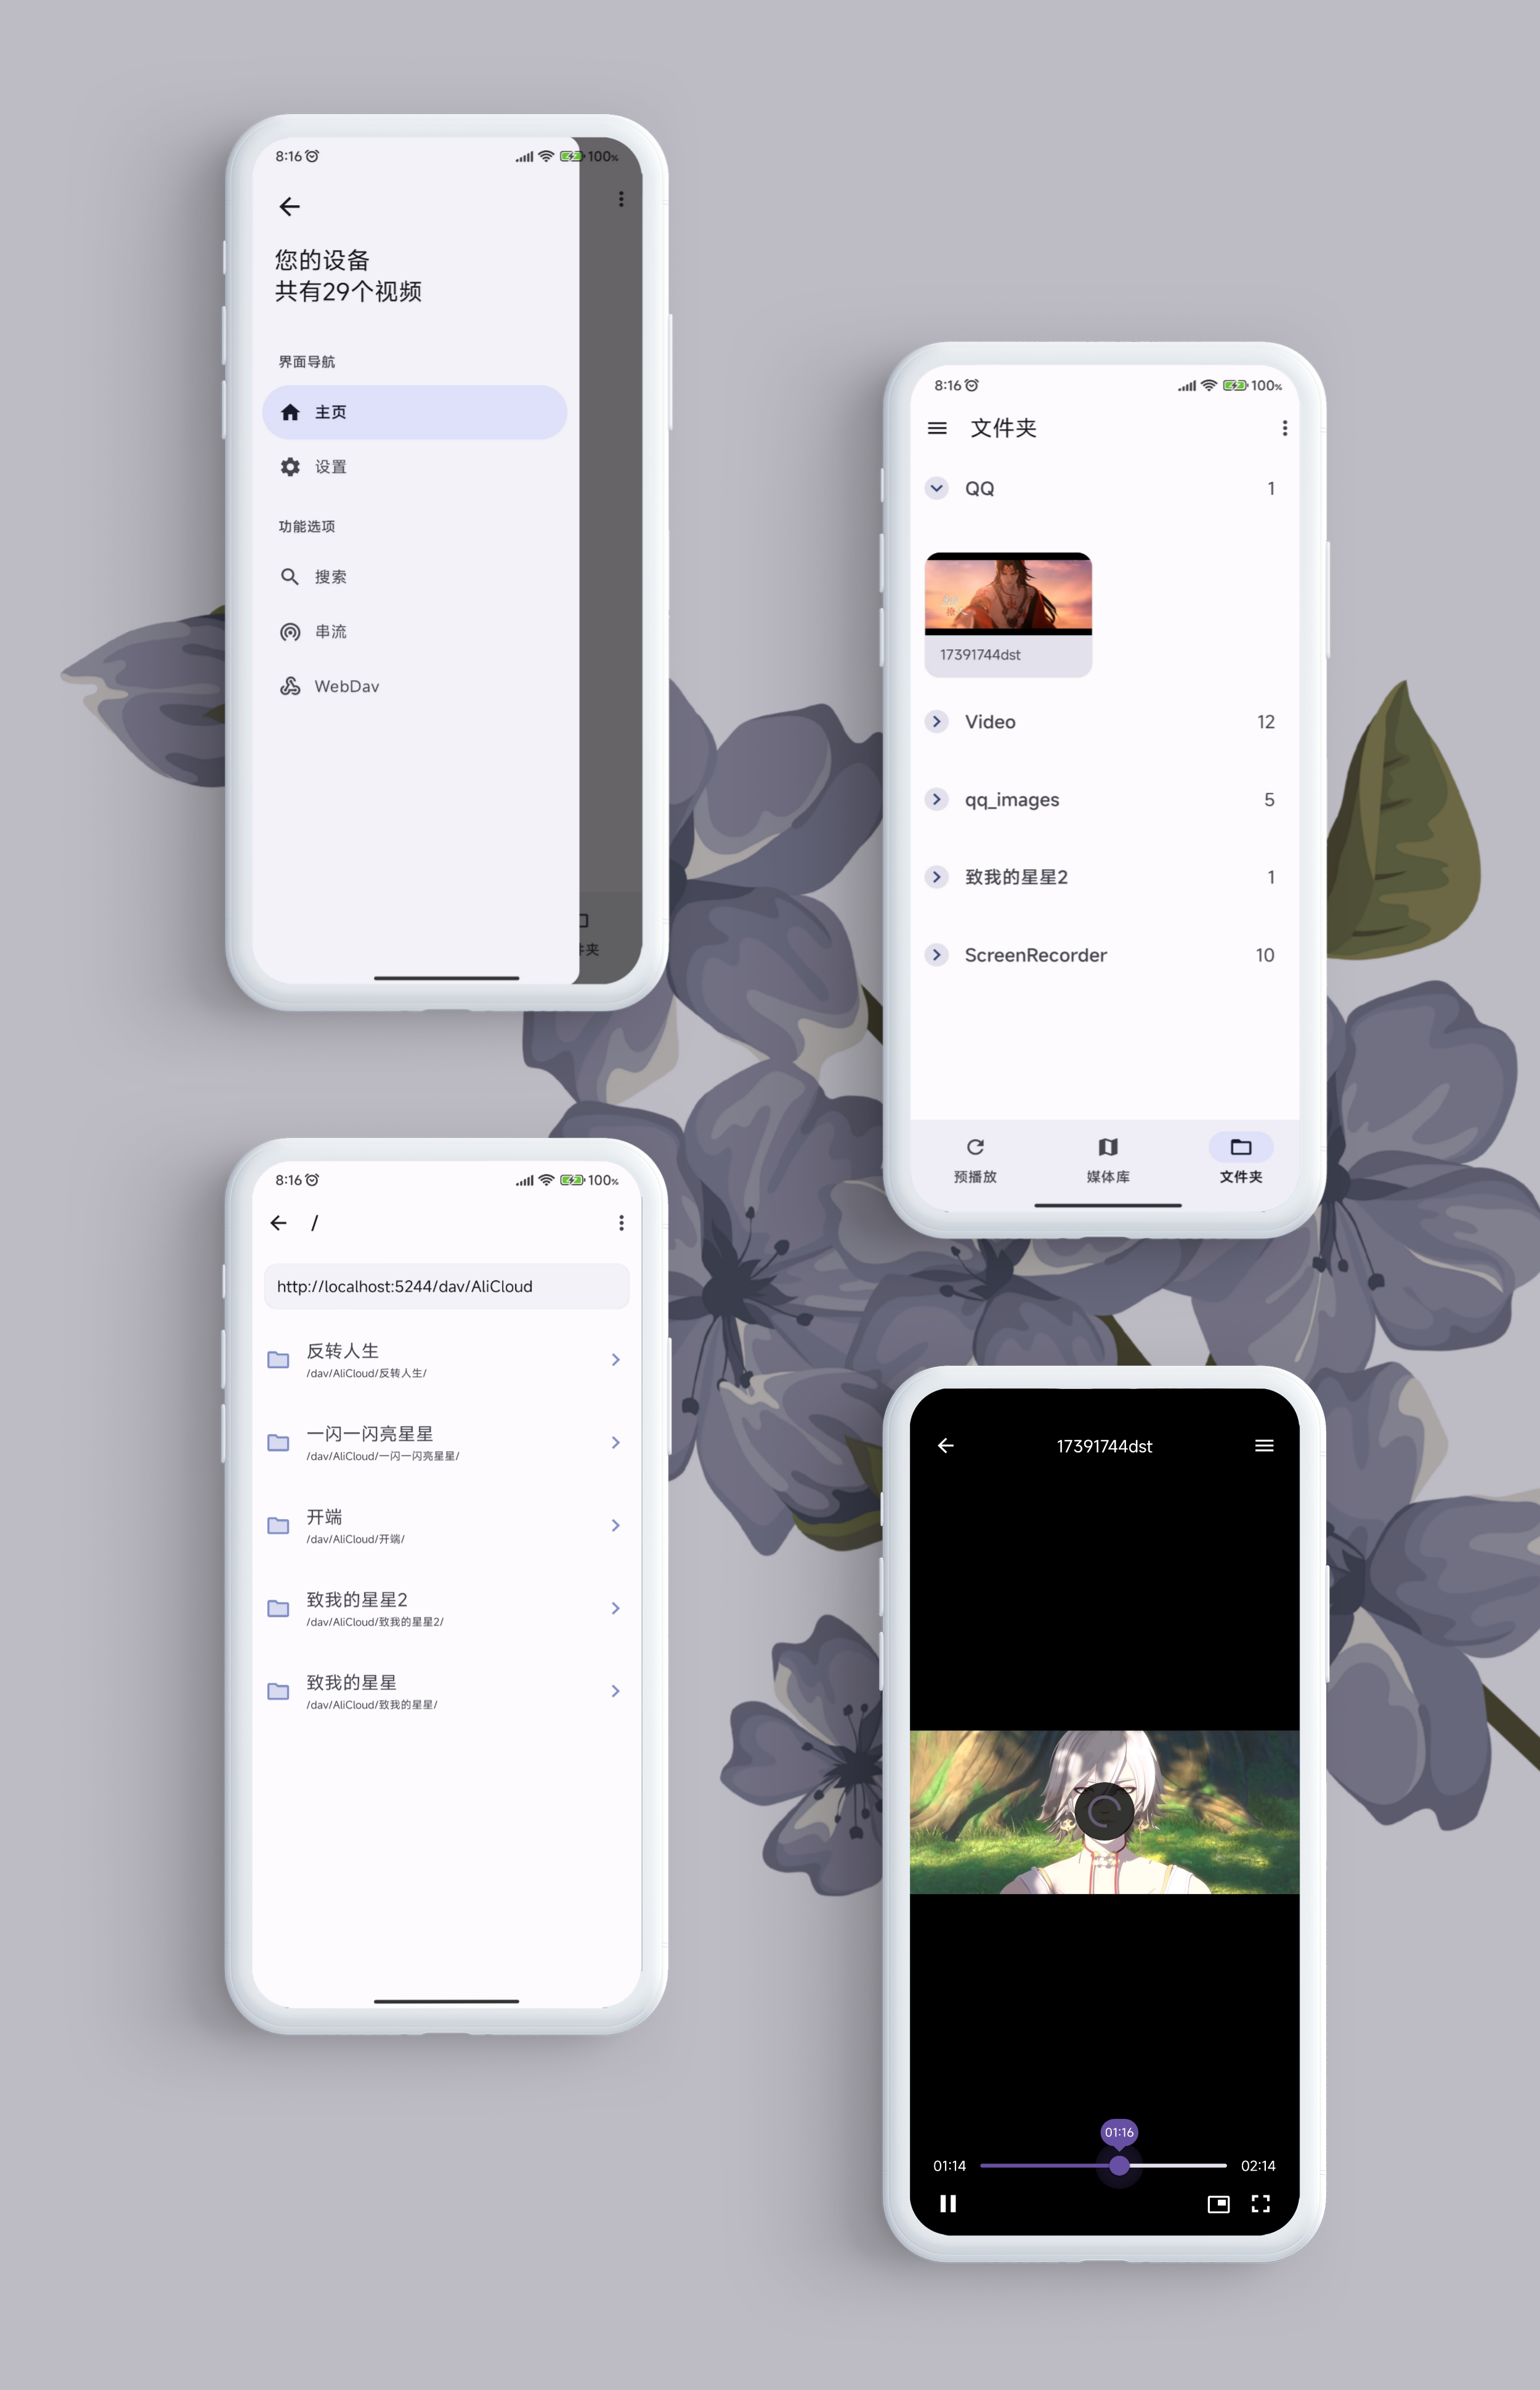 8:16
100%
您的设备
共有29个视频
界面导航
主页
设置
功能选项
搜索
串流
WebDav
夹
8:16
100%
文件夹
QQ
1
17391744dst
Video
12
qq_images
5
致我的星星2
1
ScreenRecorder
10
预播放
媒体库
文件夹
8:16
100%
/
http://localhost:5244/dav/AliCloud
反转人生
/dav/AliCloud/反转人生/
一闪一闪亮星星
/dav/AliCloud/一闪一闪亮星星/
开端
/dav/AliCloud/开端/
致我的星星2
/dav/AliCloud/致我的星星2/
致我的星星
/dav/AliCloud/致我的星星/
17391744dst
01:16
01:14
02:14